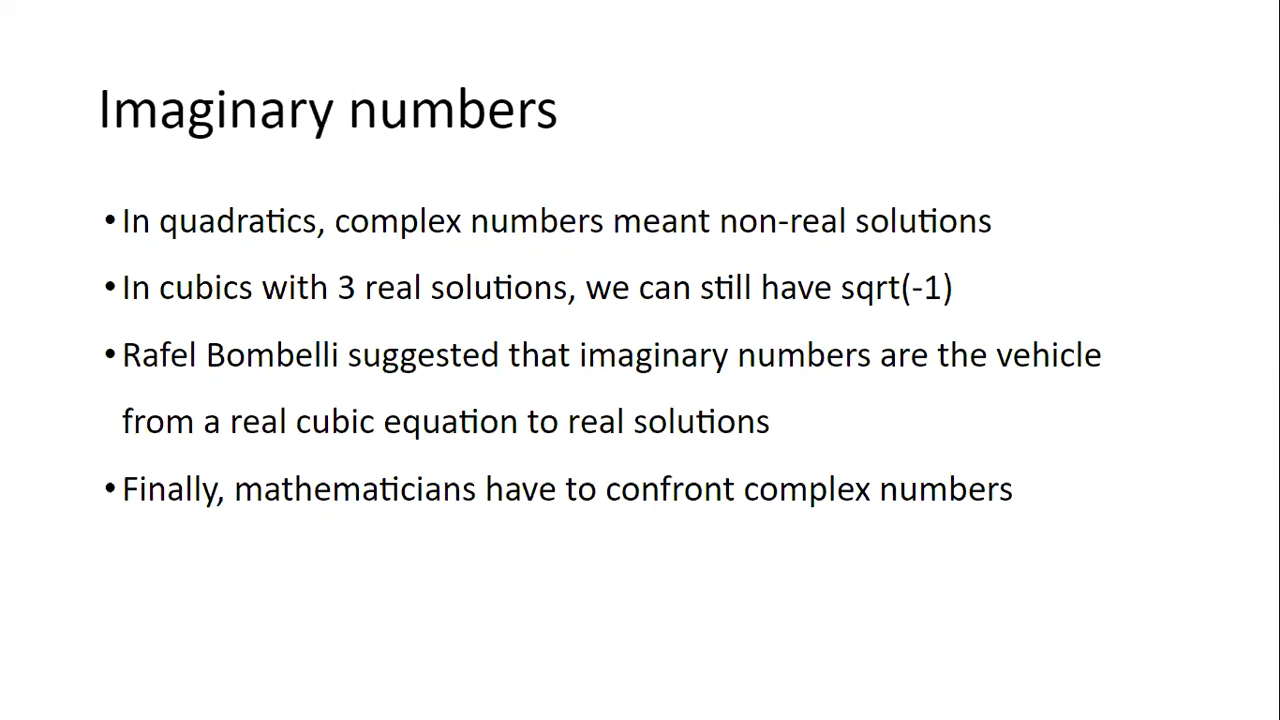 Imaginary numbers
• In quadratics, complex numbers meant non-real solutions
• In cubics with 3 real solutions, we can still have sqrt(-1)
• Rafel Bombelli suggested that imaginary numbers are the vehicle
from a real cubic equation to real solutions
• Finally, mathematicians have to confront complex numbers